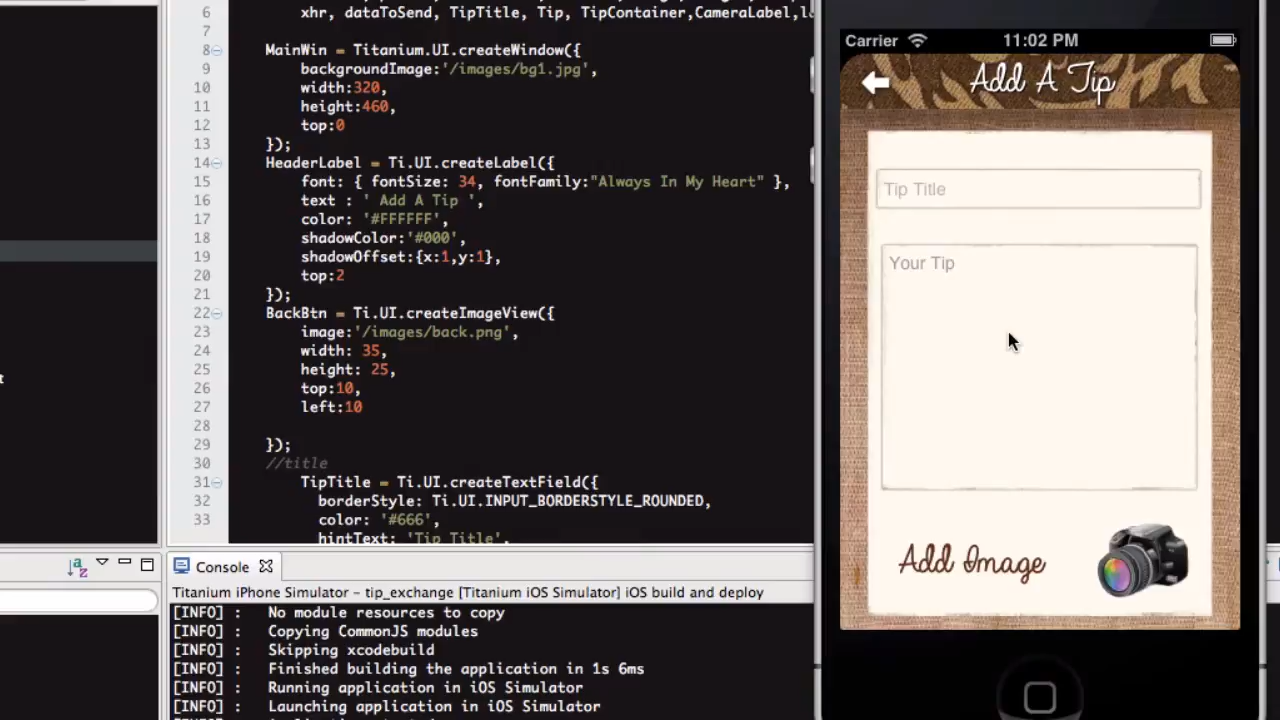 6 xhr, dataToSend, TipTitle, Tip, TipContainer,CameraLabel,
7
8 MainWin = Titanium.UI.createWindow({
9 backgroundImage:'/images/bg1.jpg',
10 width:320,
11 height:460,
12 top:0
13 });
14 HeaderLabel = Ti.UI.createLabel({
15 font: { fontSize: 34, fontFamily:"Always In My Heart" },
16 text : ' Add A Tip ',
17 color: '#FFFFFF',
18 shadowColor:'#000',
19 shadowOffset:{x:1,y:1},
20 top:2
21 });
22 BackBtn = Ti.UI.createImageView({
23 image:'/images/back.png',
24 width: 35,
25 height: 25,
26 top:10,
27 left:10
28
29 });
30 //title
31 TipTitle = Ti.UI.createTextField({
32 borderStyle: Ti.UI.INPUT_BORDERSTYLE_ROUNDED,
33 color: '#666',
hintText: 'Tip Title',
Console
Titanium iPhone Simulator – tip_exchange [Titanium iOS Simulator] iOS build and deploy
[INFO] : No module resources to copy
[INFO] : Copying CommonJS modules
[INFO] : Skipping xcodebuild
[INFO] : Finished building the application in 1s 6ms
[INFO] : Running application in iOS Simulator
[INFO] : Launching application in iOS Simulator
Carrier 11:02 PM
Add A Tip
Tip Title
Your Tip
Add Image